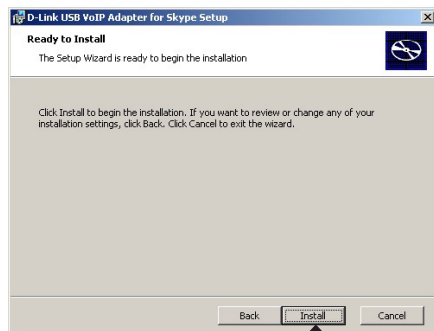 D-Link USB VoIP Adapter for Skype Setup
Ready to Install
The Setup Wizard is ready to begin the installation
Click Install to begin the installation. If you want to review or change any of your
installation settings, click Back. Click Cancel to exit the wizard.
Back Install Cancel